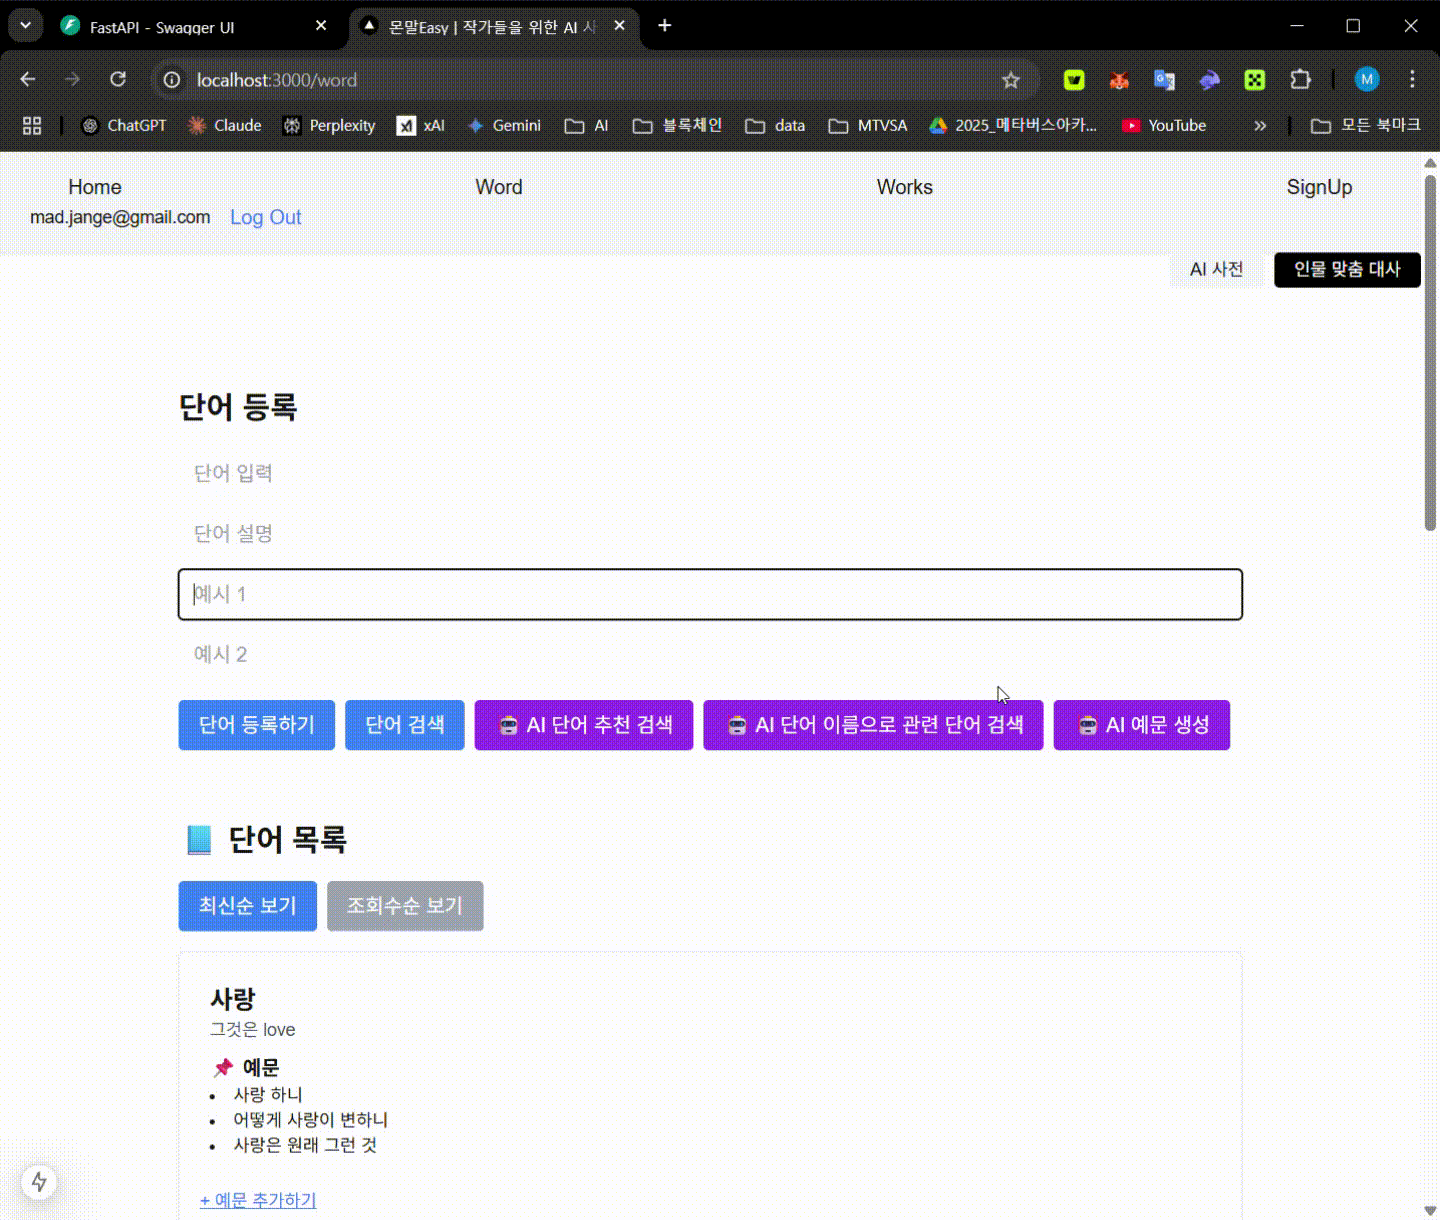 FastAPI - Swagger UI
몬말Easy | 작가들을 위한 AI 사
localhost:3000/word
M
ChatGPT
Claude
Perplexity
xAI
Gemini
AI
블록체인
data
MTVSA
2025_메타버스아카...
YouTube
모든 북마크
Home
Word
Works
SignUp
mad.jange@gmail.com
Log Out
AI 사전
인물 맞춤 대사
단어 등록
단어 입력
단어 설명
예시 1
예시 2
단어 등록하기
단어 검색
AI 단어 추천 검색
AI 단어 이름으로 관련 단어 검색
AI 예문 생성
단어 목록
최신순 보기
조회수순 보기
사랑
그것은 love
예문
사랑 하니
어떻게 사랑이 변하니
사랑은 원래 그런 것
+ 예문 추가하기